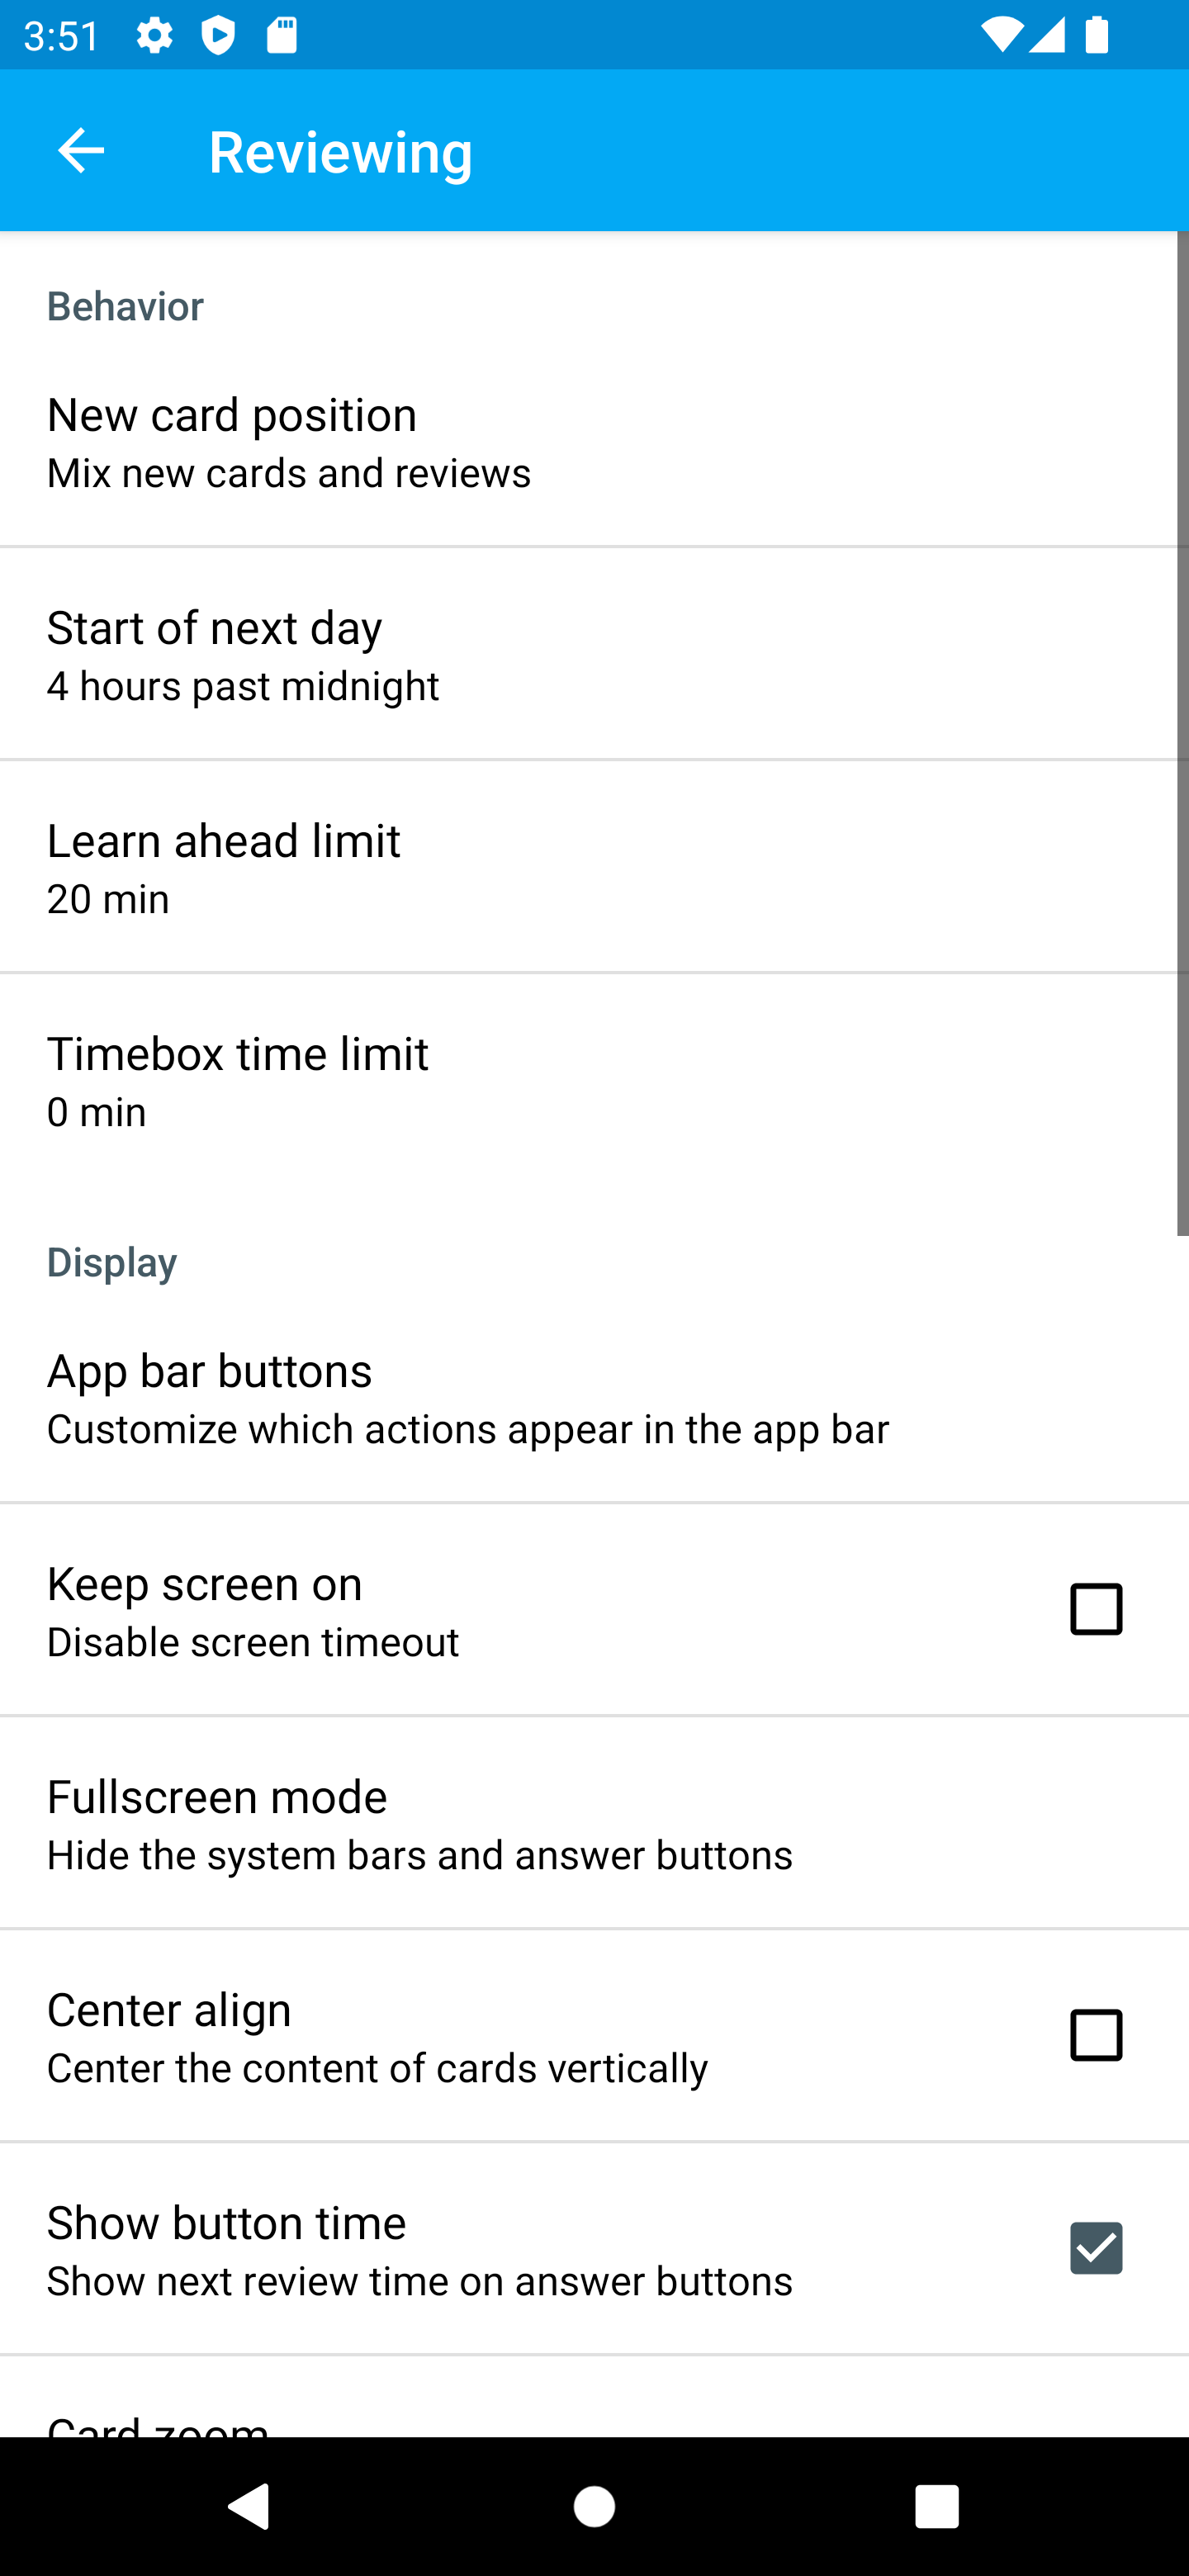 3:51
Reviewing
Behavior
New card position
Mix new cards and reviews
Start of next day
4 hours past midnight
Learn ahead limit
20 min
Timebox time limit
0 min
Display
App bar buttons
Customize which actions appear in the app bar
Keep screen on
Disable screen timeout
Fullscreen mode
Hide the system bars and answer buttons
Center align
Center the content of cards vertically
Show button time
Show next review time on answer buttons
Card zoom